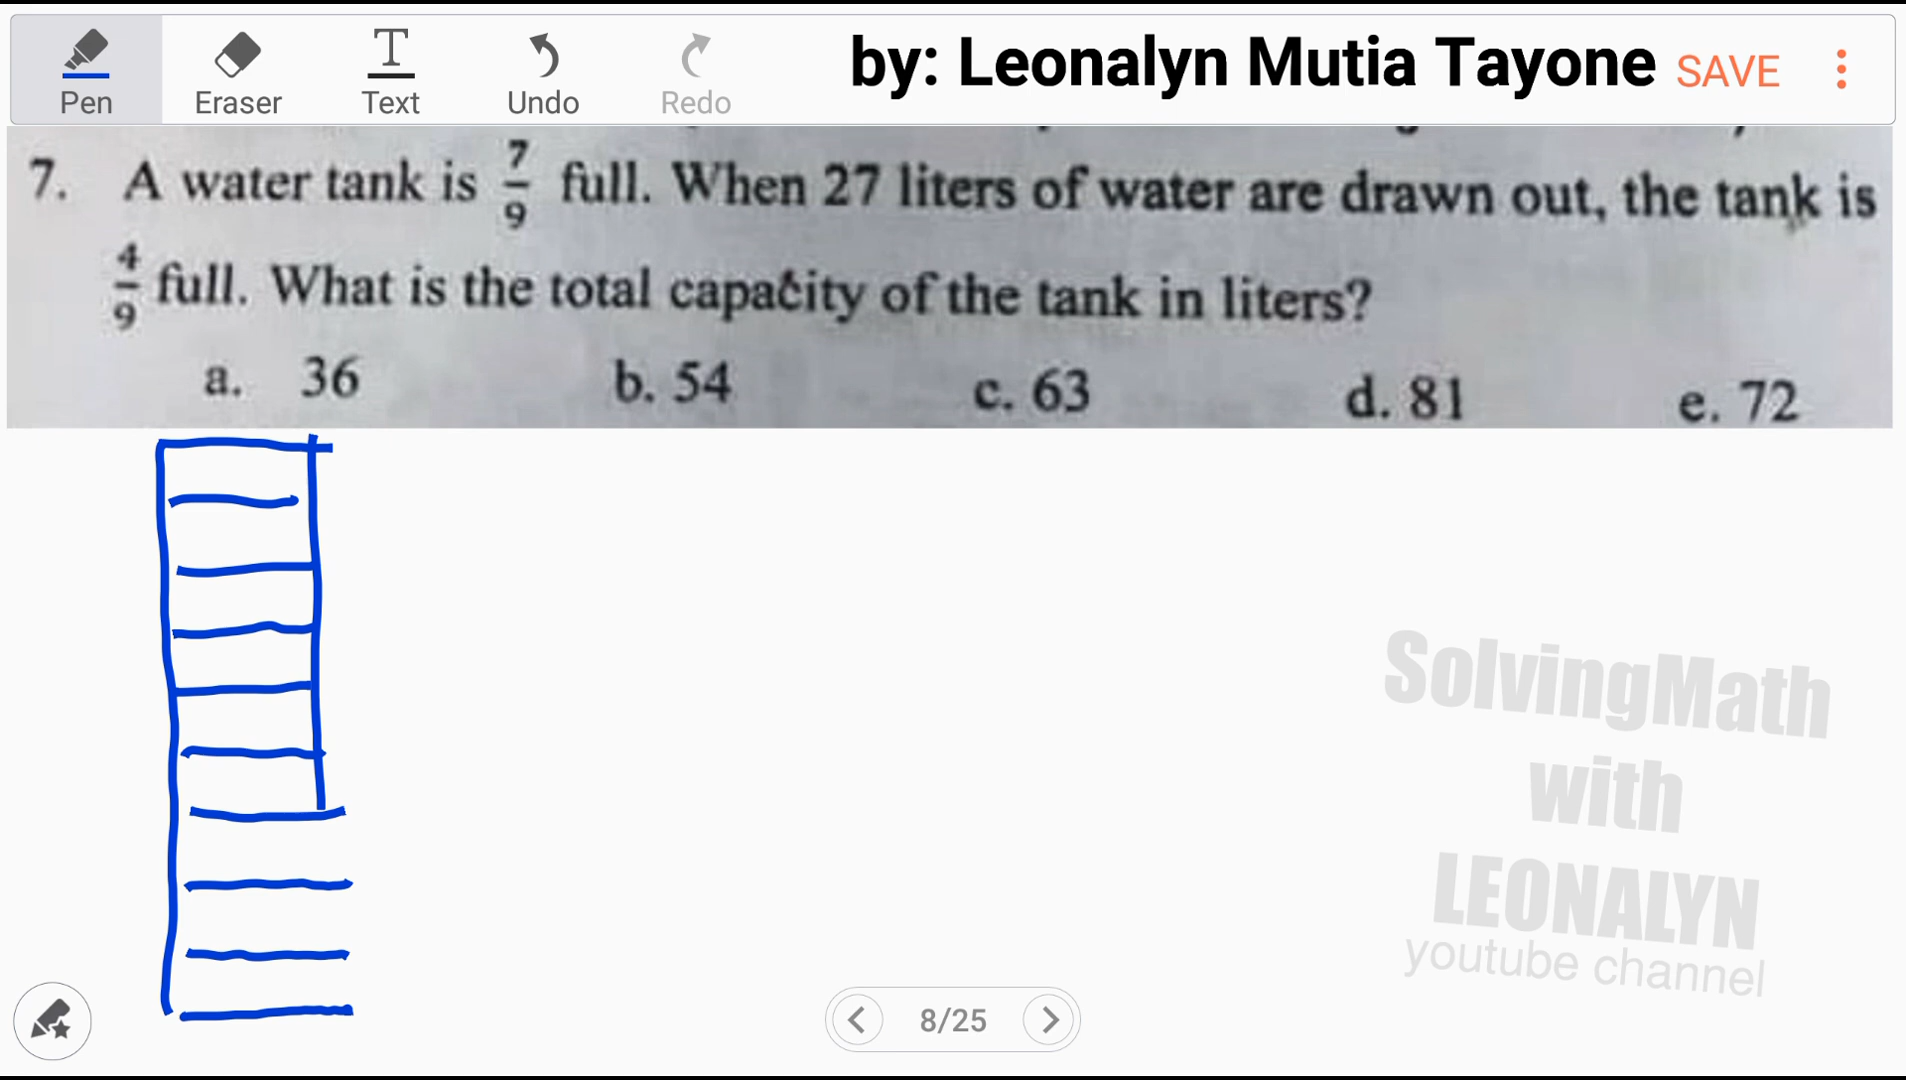 by: Leonalyn Mutia Tayone
SAVE
Pen Eraser Text Undo Redo
7. A water tank is 7/9 full. When 27 liters of water are drawn out, the tank is
4/9 full. What is the total capacity of the tank in liters?
a. 36 b. 54 c. 63 d. 81 e. 72
SolvingMath
with
LEONALYN
youtube channel
8/25